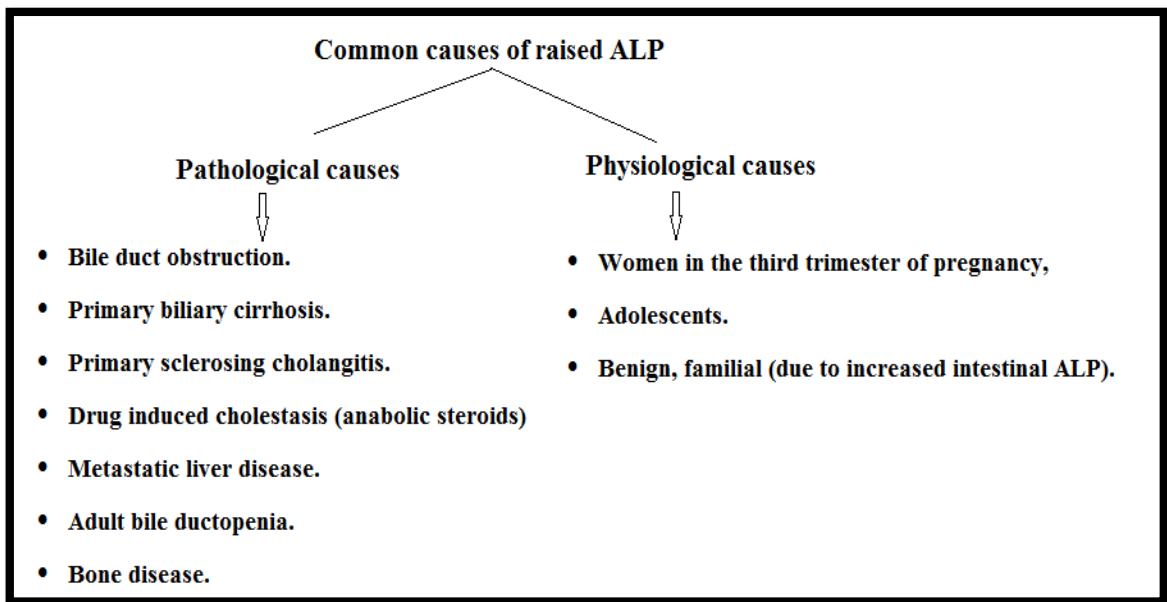 Common causes of raised ALP
Pathological causes
• Bile duct obstruction.
• Primary biliary cirrhosis.
• Primary sclerosing cholangitis.
• Drug induced cholestasis (anabolic steroids)
• Metastatic liver disease.
• Adult bile ductopenia.
• Bone disease.
Physiological causes
• Women in the third trimester of pregnancy,
• Adolescents.
• Benign, familial (due to increased intestinal ALP).